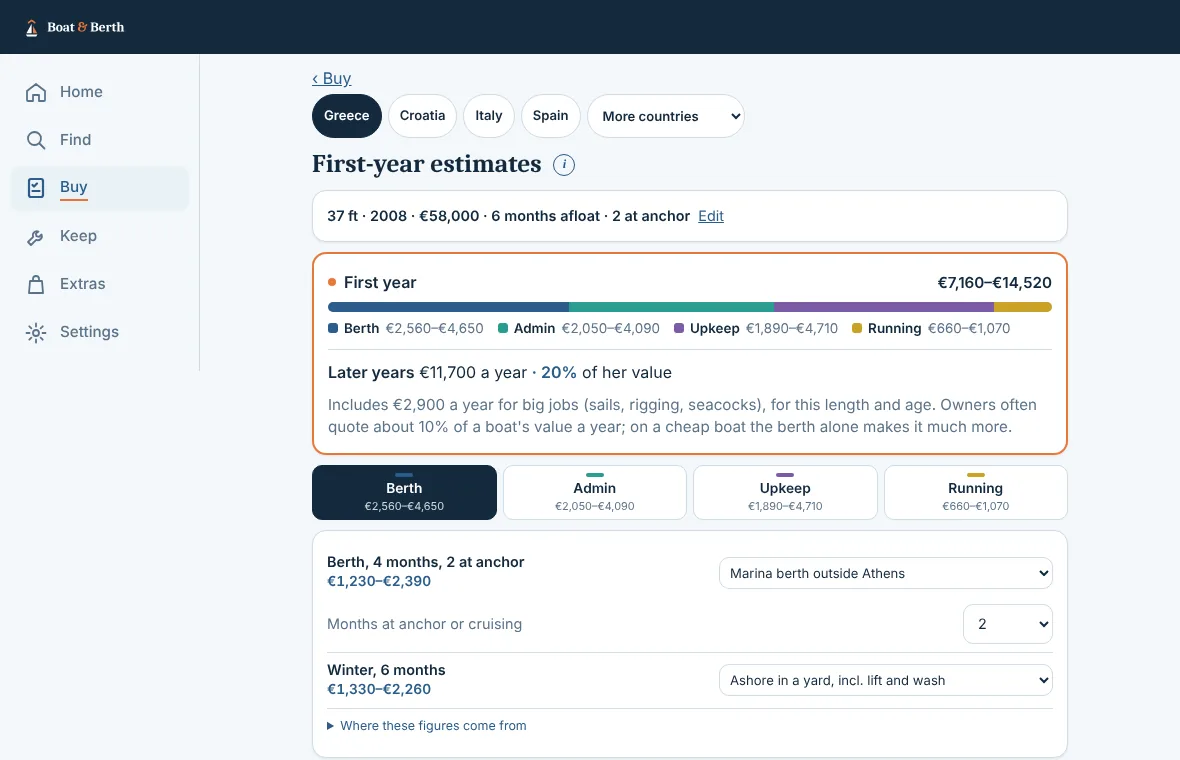 Boat & Berth
Home
Find
Buy
Keep
Extras
Settings
‹ Buy
Greece Croatia Italy Spain More countries
First-year estimates i
37 ft · 2008 · €58,000 · 6 months afloat · 2 at anchor Edit
First year €7,160–€14,520
Berth €2,560–€4,650 Admin €2,050–€4,090 Upkeep €1,890–€4,710 Running €660–€1,070
Later years €11,700 a year · 20% of her value
Includes €2,900 a year for big jobs (sails, rigging, seacocks), for this length and age. Owners often
quote about 10% of a boat's value a year; on a cheap boat the berth alone makes it much more.
Berth Admin Upkeep Running
€2,560–€4,650 €2,050–€4,090 €1,890–€4,710 €660–€1,070
Berth, 4 months, 2 at anchor
€1,230–€2,390
Marina berth outside Athens
Months at anchor or cruising 2
Winter, 6 months
€1,330–€2,260
Ashore in a yard, incl. lift and wash
Where these figures come from